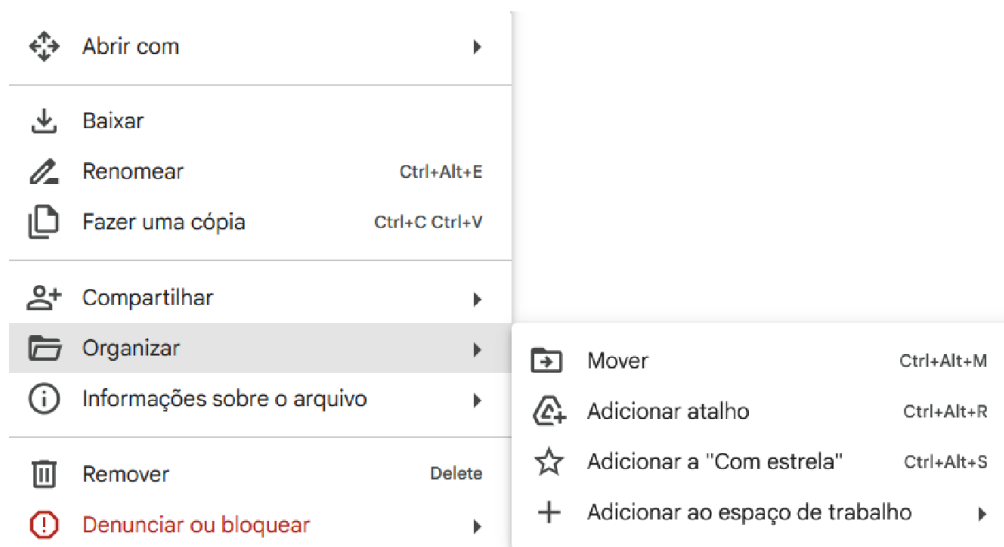 Abrir com
Baixar
Renomear Ctrl+Alt+E
Fazer uma cópia Ctrl+C Ctrl+V
Compartilhar
Organizar
Informações sobre o arquivo
Remover Delete
Denunciar ou bloquear
Mover Ctrl+Alt+M
Adicionar atalho Ctrl+Alt+R
Adicionar a "Com estrela" Ctrl+Alt+S
Adicionar ao espaço de trabalho